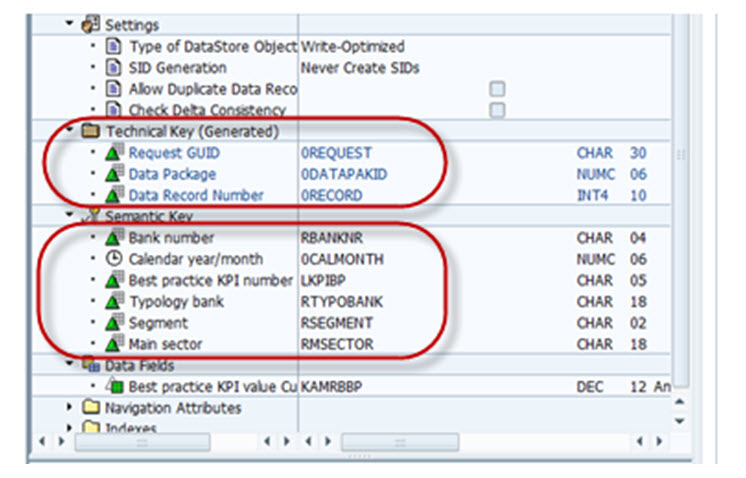 Settings
Type of DataStore Object Write-Optimized
SID Generation Never Create SIDs
Allow Duplicate Data Reco
Check Delta Consistency
Technical Key (Generated)
Request GUID 0REQUEST CHAR 30
Data Package 0DATAPAKID NUMC 06
Data Record Number 0RECORD INT4 10
Semantic Key
Bank number RBANKNR CHAR 04
Calendar year/month 0CALMONTH NUMC 06
Best practice KPI number LKPIBP CHAR 05
Typology bank RTYPOBANK CHAR 18
Segment RSEGMENT CHAR 02
Main sector RMSECTOR CHAR 18
Data Fields
Best practice KPI value Cu KAMRBBP DEC 12 Am
Navigation Attributes
Indexes